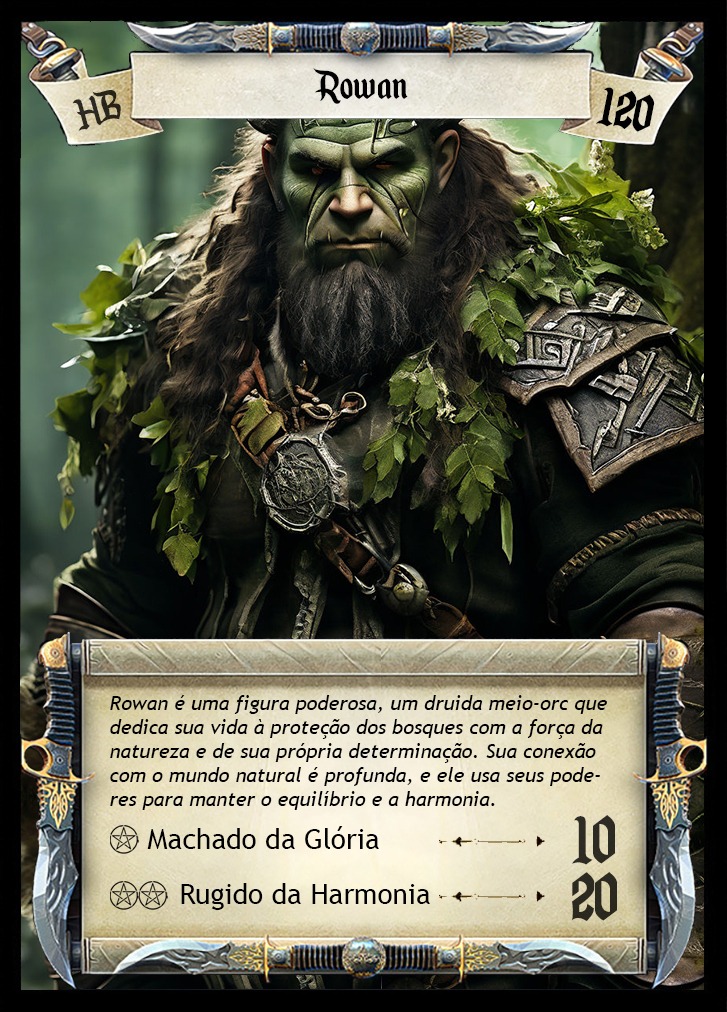 Rowan
HB
120
Rowan é uma figura poderosa, um druida meio-orc que
dedica sua vida à proteção dos bosques com a força da
natureza e de sua própria determinação. Sua conexão
com o mundo natural é profunda, e ele usa seus pode-
res para manter o equilíbrio e a harmonia.
Machado da Glória 10
Rugido da Harmonia 20